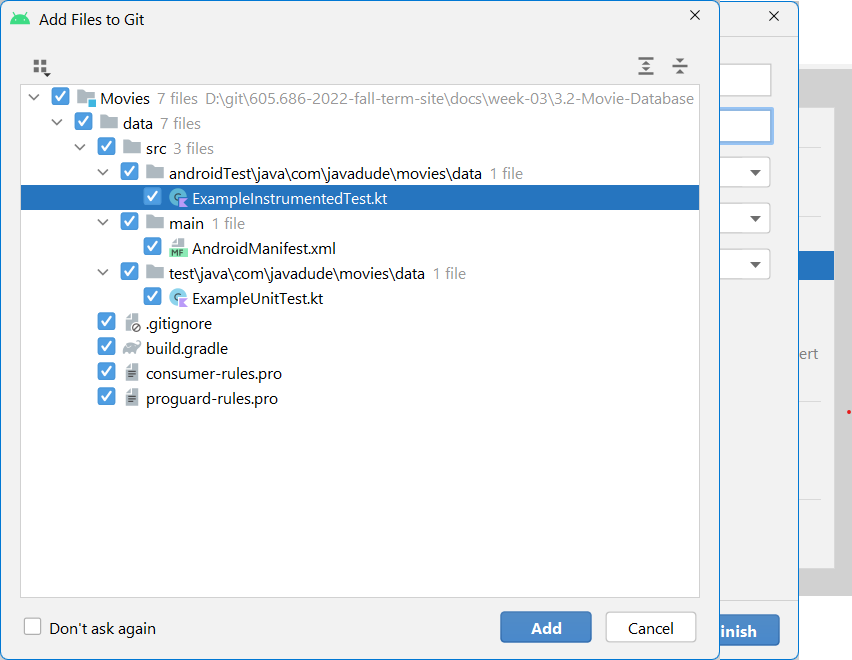 Add Files to Git
Movies 7 files D:\git\605.686-2022-fall-term-site\docs\week-03\3.2-Movie-Database
data 7 files
src 3 files
androidTest\java\com\javadude\movies\data 1 file
ExampleInstrumentedTest.kt
main 1 file
MF AndroidManifest.xml
test\java\com\javadude\movies\data 1 file
ExampleUnitTest.kt
.gitignore
build.gradle
consumer-rules.pro
proguard-rules.pro
ert
Don't ask again
Add
Cancel
inish